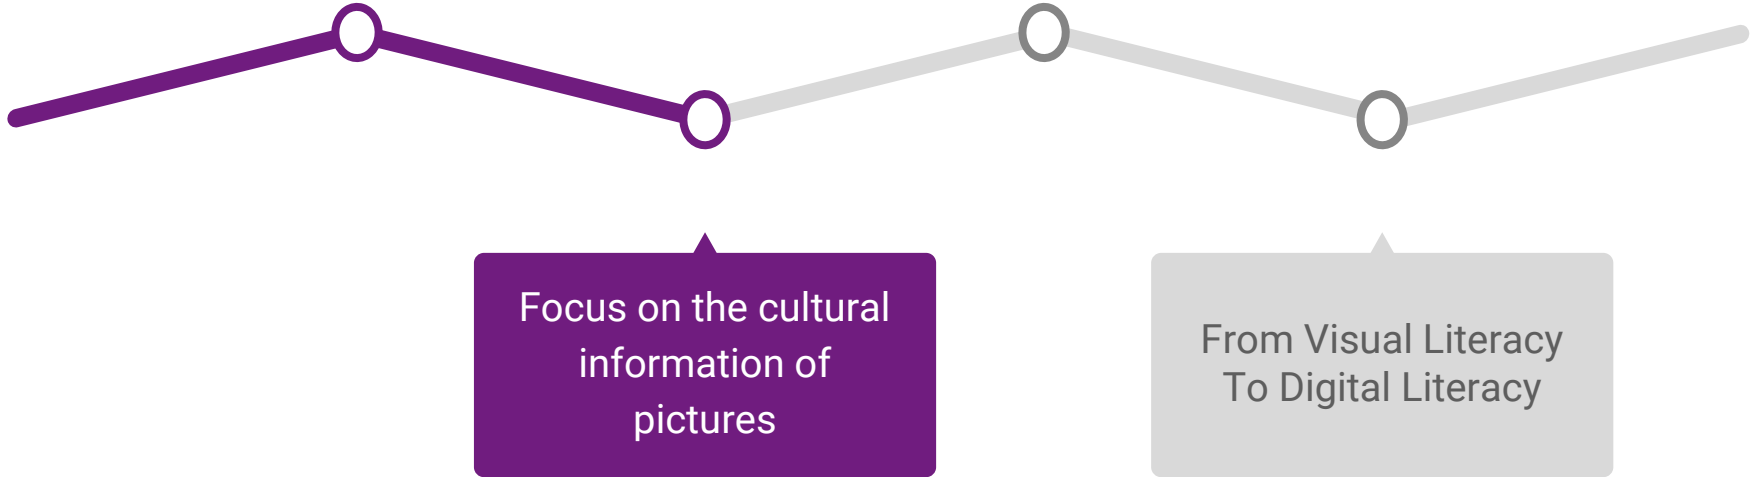 Focus on the cultural
information of
pictures
From Visual Literacy
To Digital Literacy